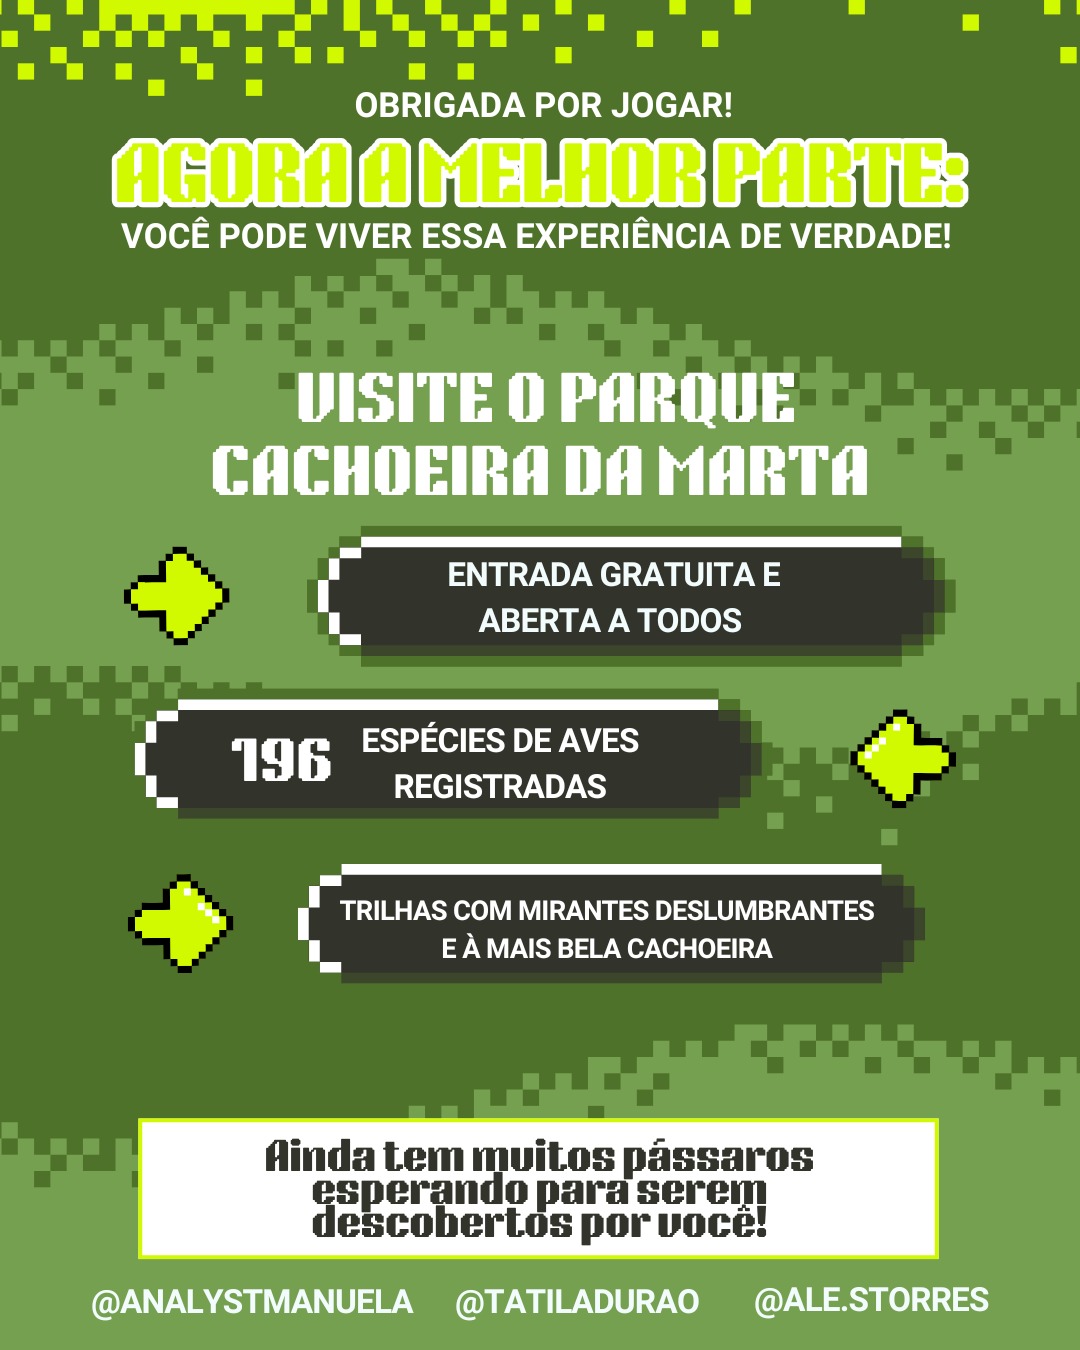 OBRIGADA POR JOGAR!
AGORA A MELHOR PARTE:
VOCÊ PODE VIVER ESSA EXPERIÊNCIA DE VERDADE!
VISITE O PARQUE
CACHOEIRA DA MARTA
ENTRADA GRATUITA E
ABERTA A TODOS
196 ESPÉCIES DE AVES
REGISTRADAS
TRILHAS COM MIRANTES DESLUMBRANTES
E À MAIS BELA CACHOEIRA
Ainda tem muitos pássaros
esperando para serem
descobertos por você!
@ANALYSTMANUELA @TATILADURAO @ALE.STORRES